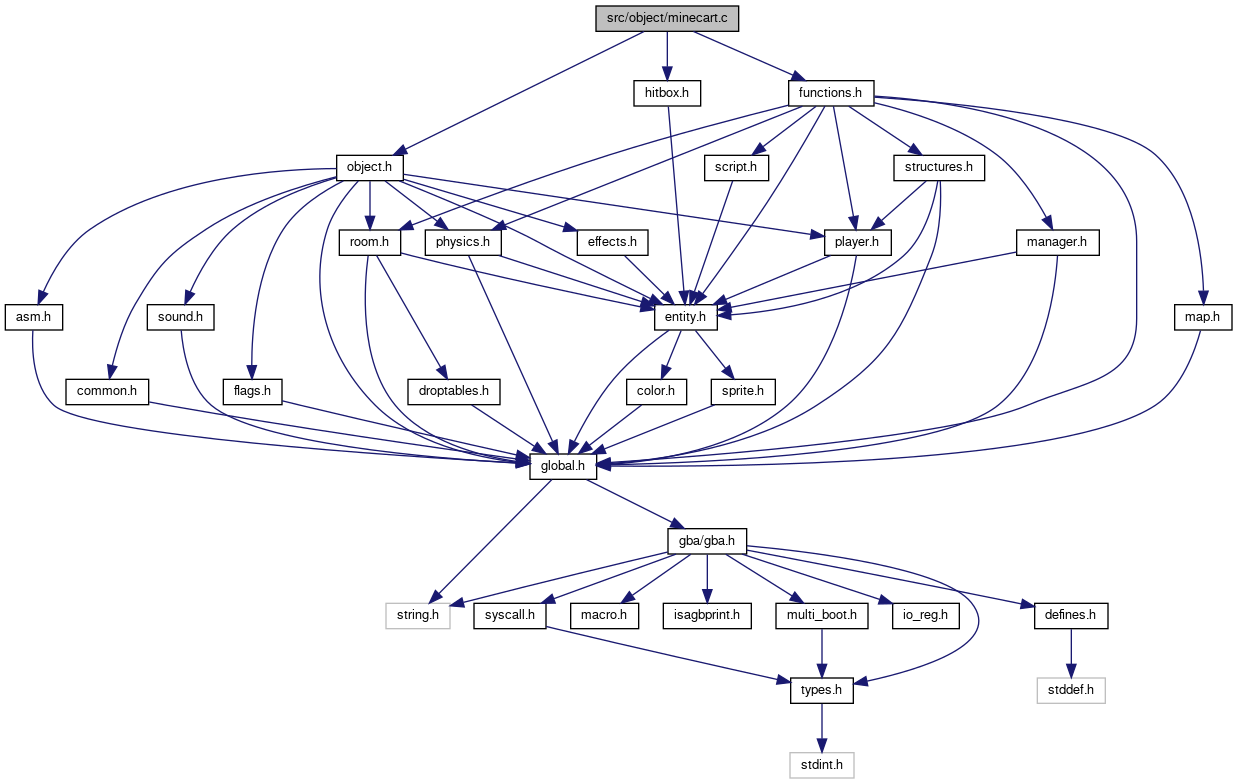 src/object/minecart.c
hitbox.h
functions.h
object.h
script.h
structures.h
room.h
physics.h
effects.h
player.h
manager.h
asm.h
sound.h
entity.h
map.h
common.h
flags.h
droptables.h
color.h
sprite.h
global.h
gba/gba.h
string.h
syscall.h
macro.h
isagbprint.h
multi_boot.h
io_reg.h
defines.h
types.h
stddef.h
stdint.h